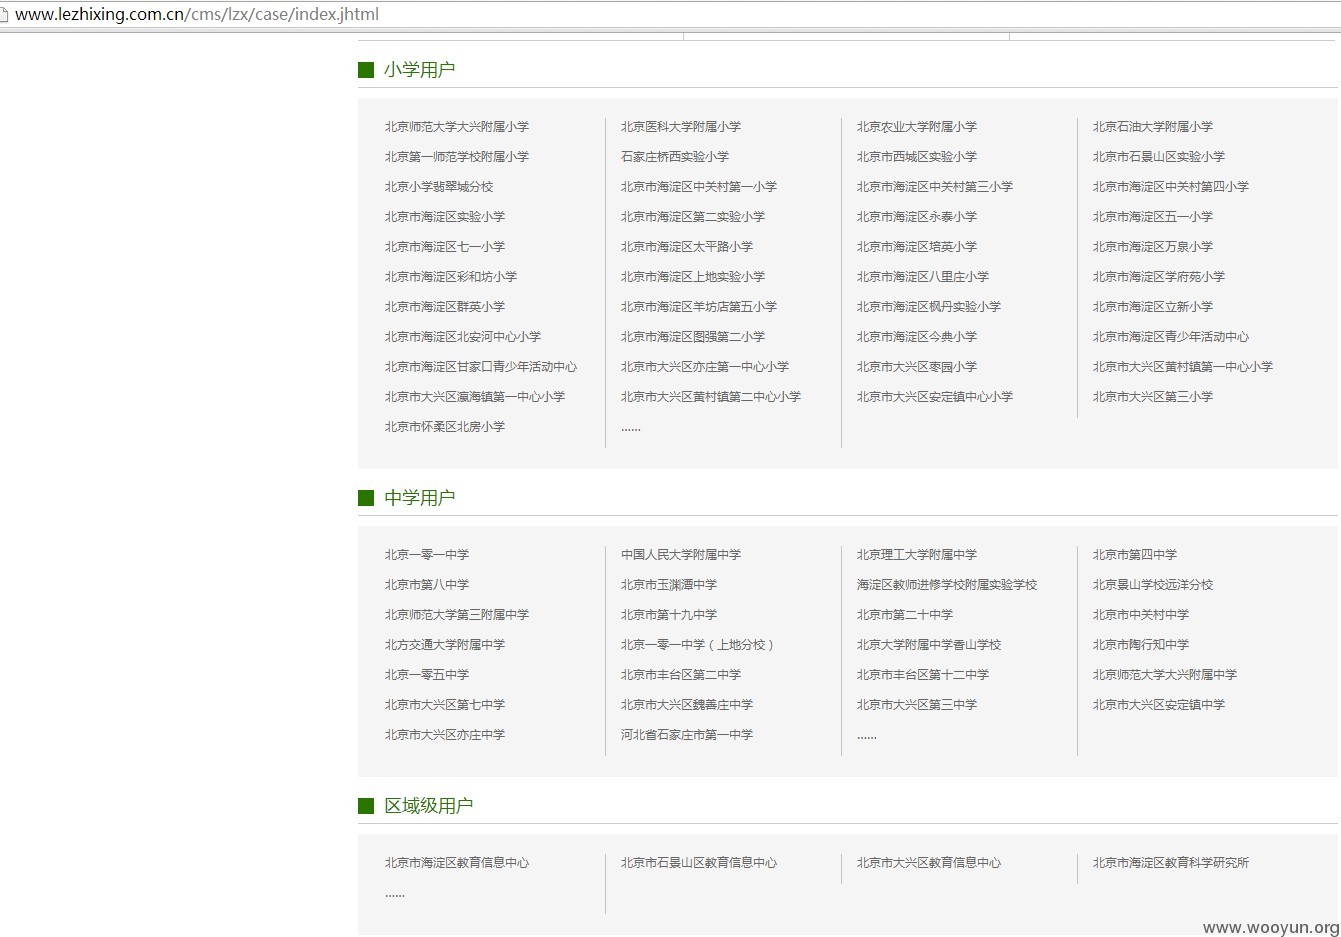 www.lezhixing.com.cn/cms/lzx/case/index.jhtml
小学用户
北京师范大学大兴附属小学 北京医科大学附属小学 北京农业大学附属小学 北京石油大学附属小学
北京第一师范学校附属小学 石家庄桥西实验小学 北京市西城区实验小学 北京市石景山区实验小学
北京小学翡翠城分校 北京市海淀区中关村第一小学 北京市海淀区中关村第三小学 北京市海淀区中关村第四小学
北京市海淀区实验小学 北京市海淀区第二实验小学 北京市海淀区永泰小学 北京市海淀区五一小学
北京市海淀区七一小学 北京市海淀区太平路小学 北京市海淀区培英小学 北京市海淀区万泉小学
北京市海淀区彩和坊小学 北京市海淀区上地实验小学 北京市海淀区八里庄小学 北京市海淀区学府苑小学
北京市海淀区群英小学 北京市海淀区羊坊店第五小学 北京市海淀区枫丹实验小学 北京市海淀区立新小学
北京市海淀区北安河中心小学 北京市海淀区图强第二小学 北京市海淀区今典小学 北京市海淀区青少年活动中心
北京市海淀区甘家口青少年活动中心 北京市大兴区亦庄第一中心小学 北京市大兴区枣园小学 北京市大兴区黄村镇第一中心小学
北京市大兴区瀛海镇第一中心小学 北京市大兴区黄村镇第二中心小学 北京市大兴区安定镇中心小学 北京市大兴区第三小学
北京市怀柔区北房小学 ......
中学用户
北京一零一中学 中国人民大学附属中学 北京理工大学附属中学 北京市第四中学
北京市第八中学 北京市玉渊潭中学 海淀区教师进修学校附属实验学校 北京景山学校远洋分校
北京师范大学第三附属中学 北京市第十九中学 北京市第二十中学 北京市中关村中学
北方交通大学附属中学 北京一零一中学（上地分校） 北京大学附属中学香山学校 北京市陶行知中学
北京一零五中学 北京市丰台区第二中学 北京市丰台区第十二中学 北京师范大学大兴附属中学
北京市大兴区第七中学 北京市大兴区魏善庄中学 北京市大兴区第三中学 北京市大兴区安定镇中学
北京市大兴区亦庄中学 河北省石家庄市第一中学 ......
区域级用户
北京市海淀区教育信息中心 北京市石景山区教育信息中心 北京市大兴区教育信息中心 北京市海淀区教育科学研究所
......
www.wooyun.org